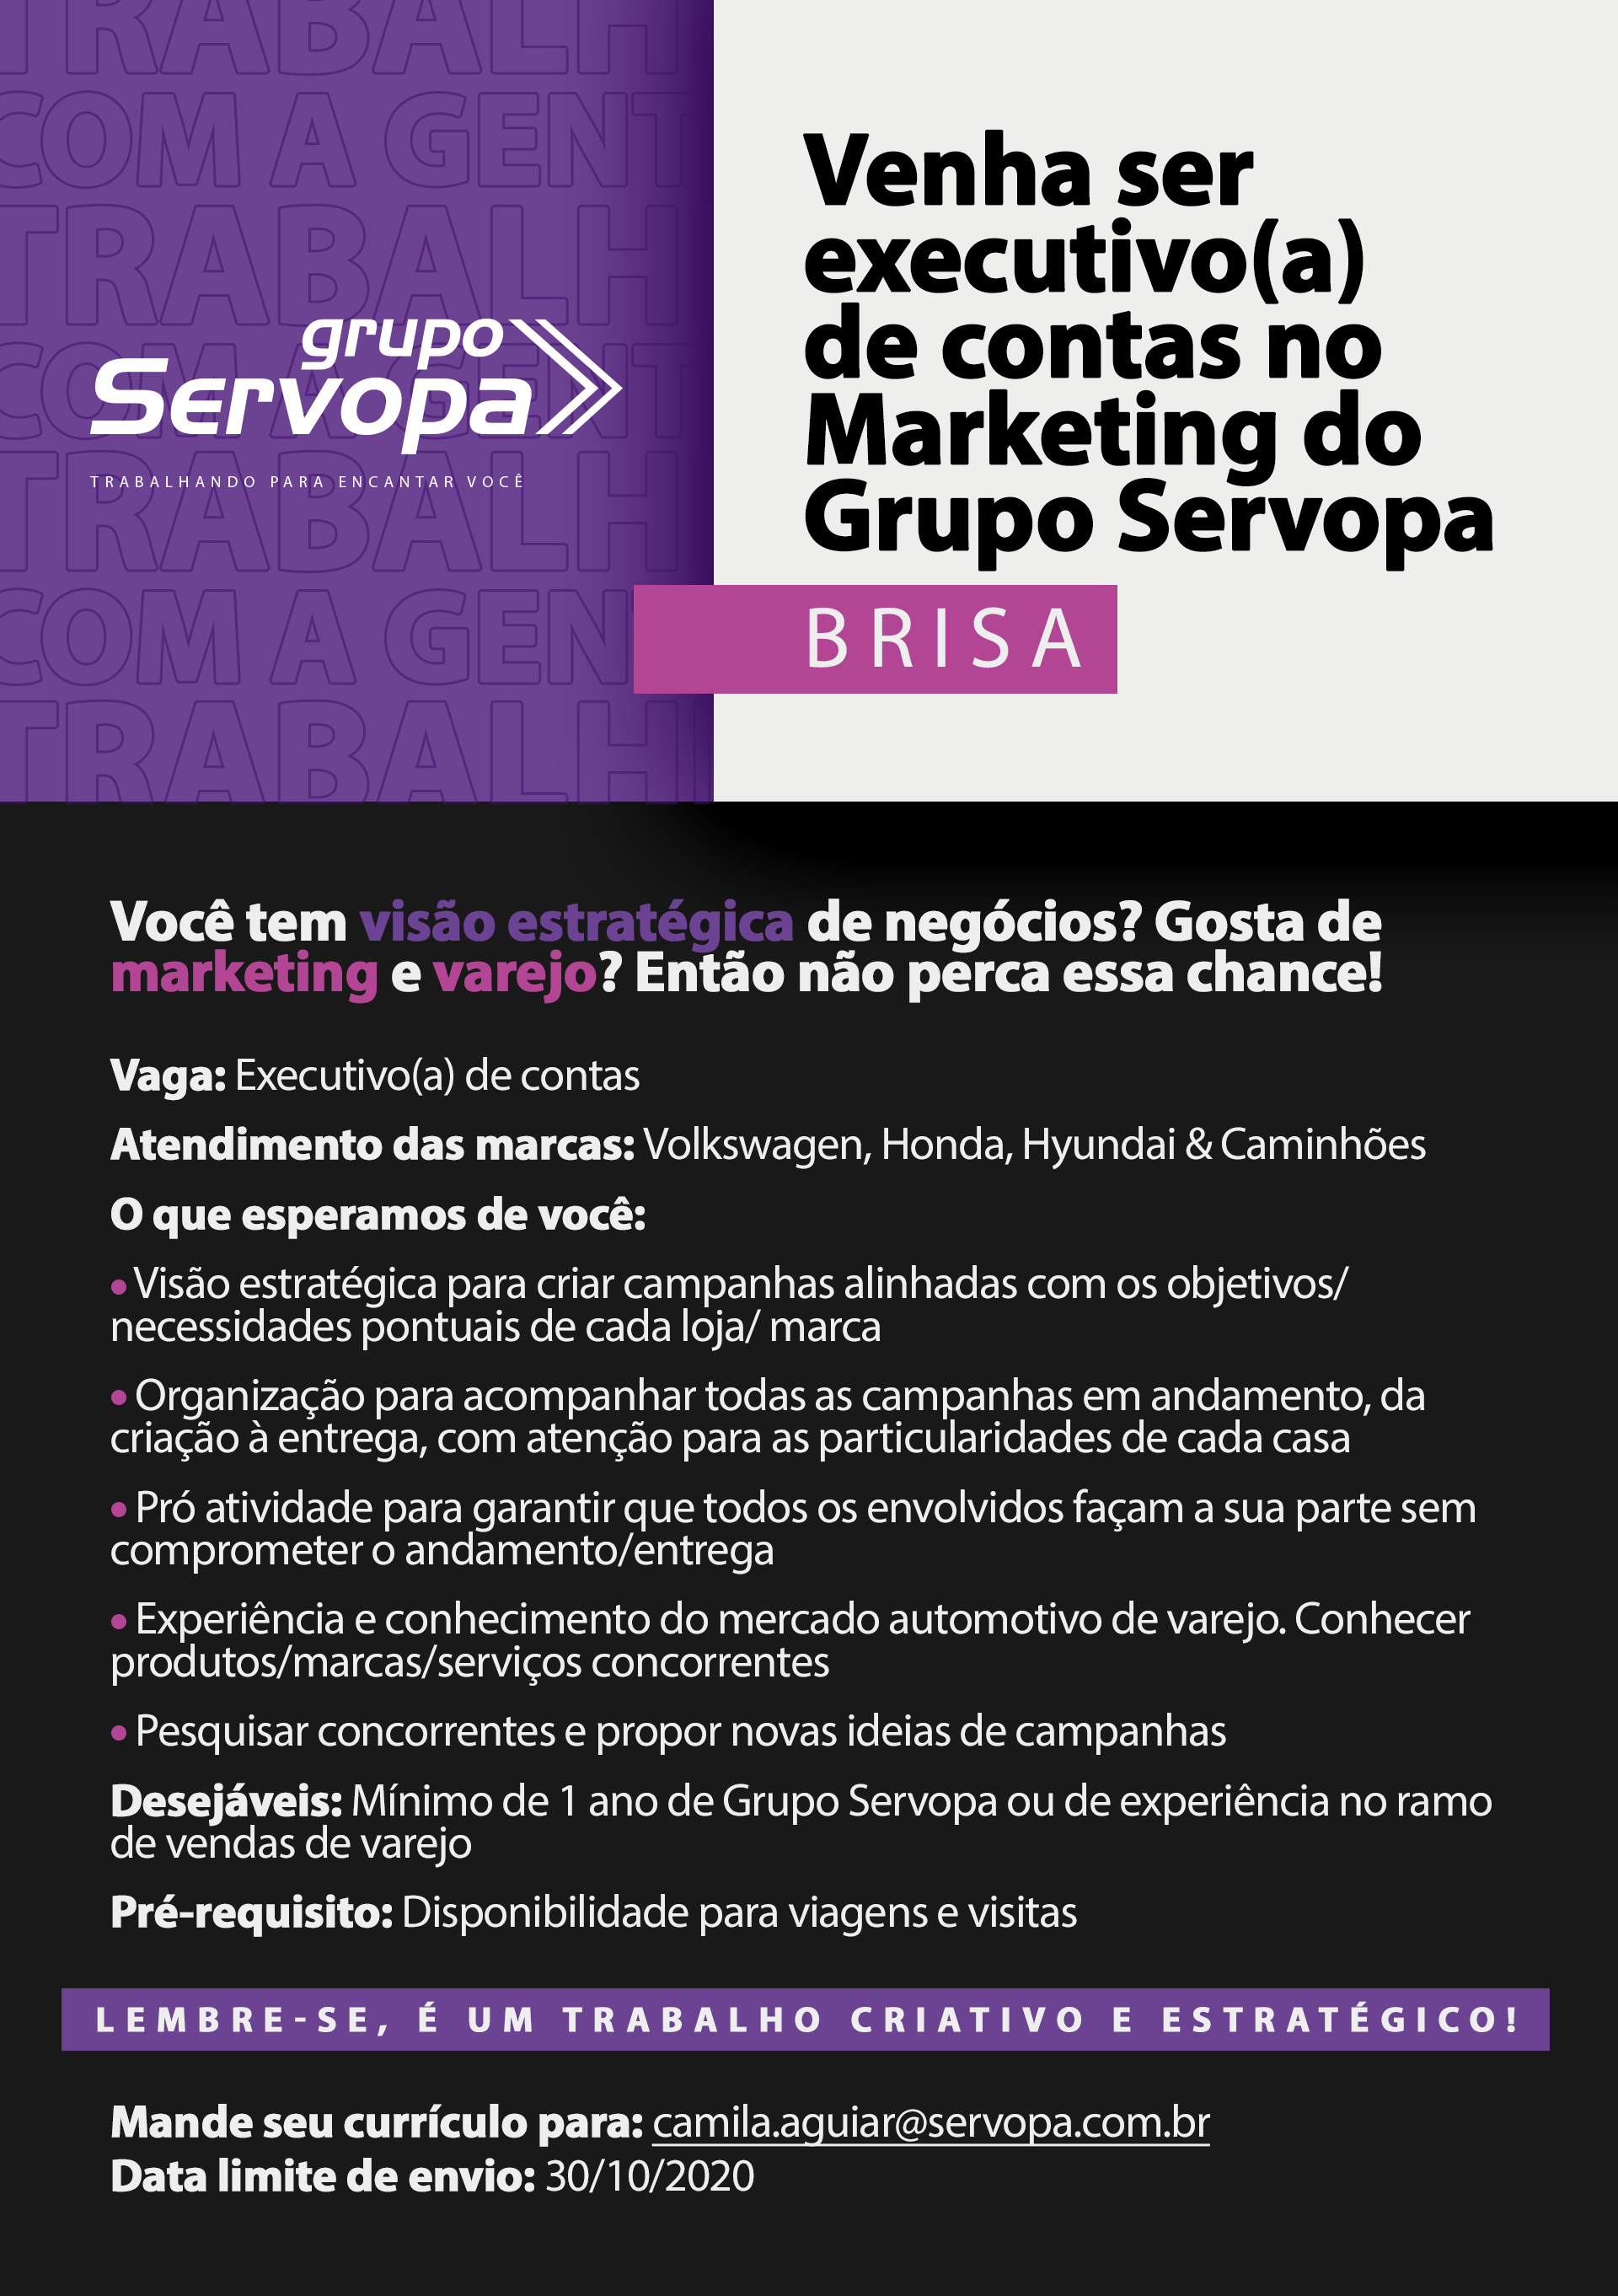 TRABALH
COM A GENT
TRABALH
COM A GENT
TRABALH
COM A GEN
TRABALH
grupo
Servopa
TRABALHANDO PARA ENCANTAR VOCÊ
Venha ser
executivo(a)
de contas no
Marketing do
Grupo Servopa
BRISA
Você tem visão estratégica de negócios? Gosta de
marketing e varejo? Então não perca essa chance!
Vaga: Executivo(a) de contas
Atendimento das marcas: Volkswagen, Honda, Hyundai & Caminhões
O que esperamos de você:
• Visão estratégica para criar campanhas alinhadas com os objetivos/
necessidades pontuais de cada loja/ marca
• Organização para acompanhar todas as campanhas em andamento, da
criação à entrega, com atenção para as particularidades de cada casa
• Pró atividade para garantir que todos os envolvidos façam a sua parte sem
comprometer o andamento/entrega
• Experiência e conhecimento do mercado automotivo de varejo. Conhecer
produtos/marcas/serviços concorrentes
• Pesquisar concorrentes e propor novas ideias de campanhas
Desejáveis: Mínimo de 1 ano de Grupo Servopa ou de experiência no ramo
de vendas de varejo
Pré-requisito: Disponibilidade para viagens e visitas
LEMBRE-SE, É UM TRABALHO CRIATIVO E ESTRATÉGICO!
Mande seu currículo para: camila.aguiar@servopa.com.br
Data limite de envio: 30/10/2020